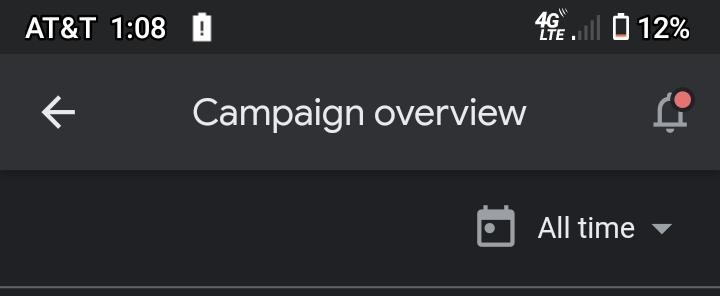 AT&T 1:08 4G LTE 12%
Campaign overview
All time